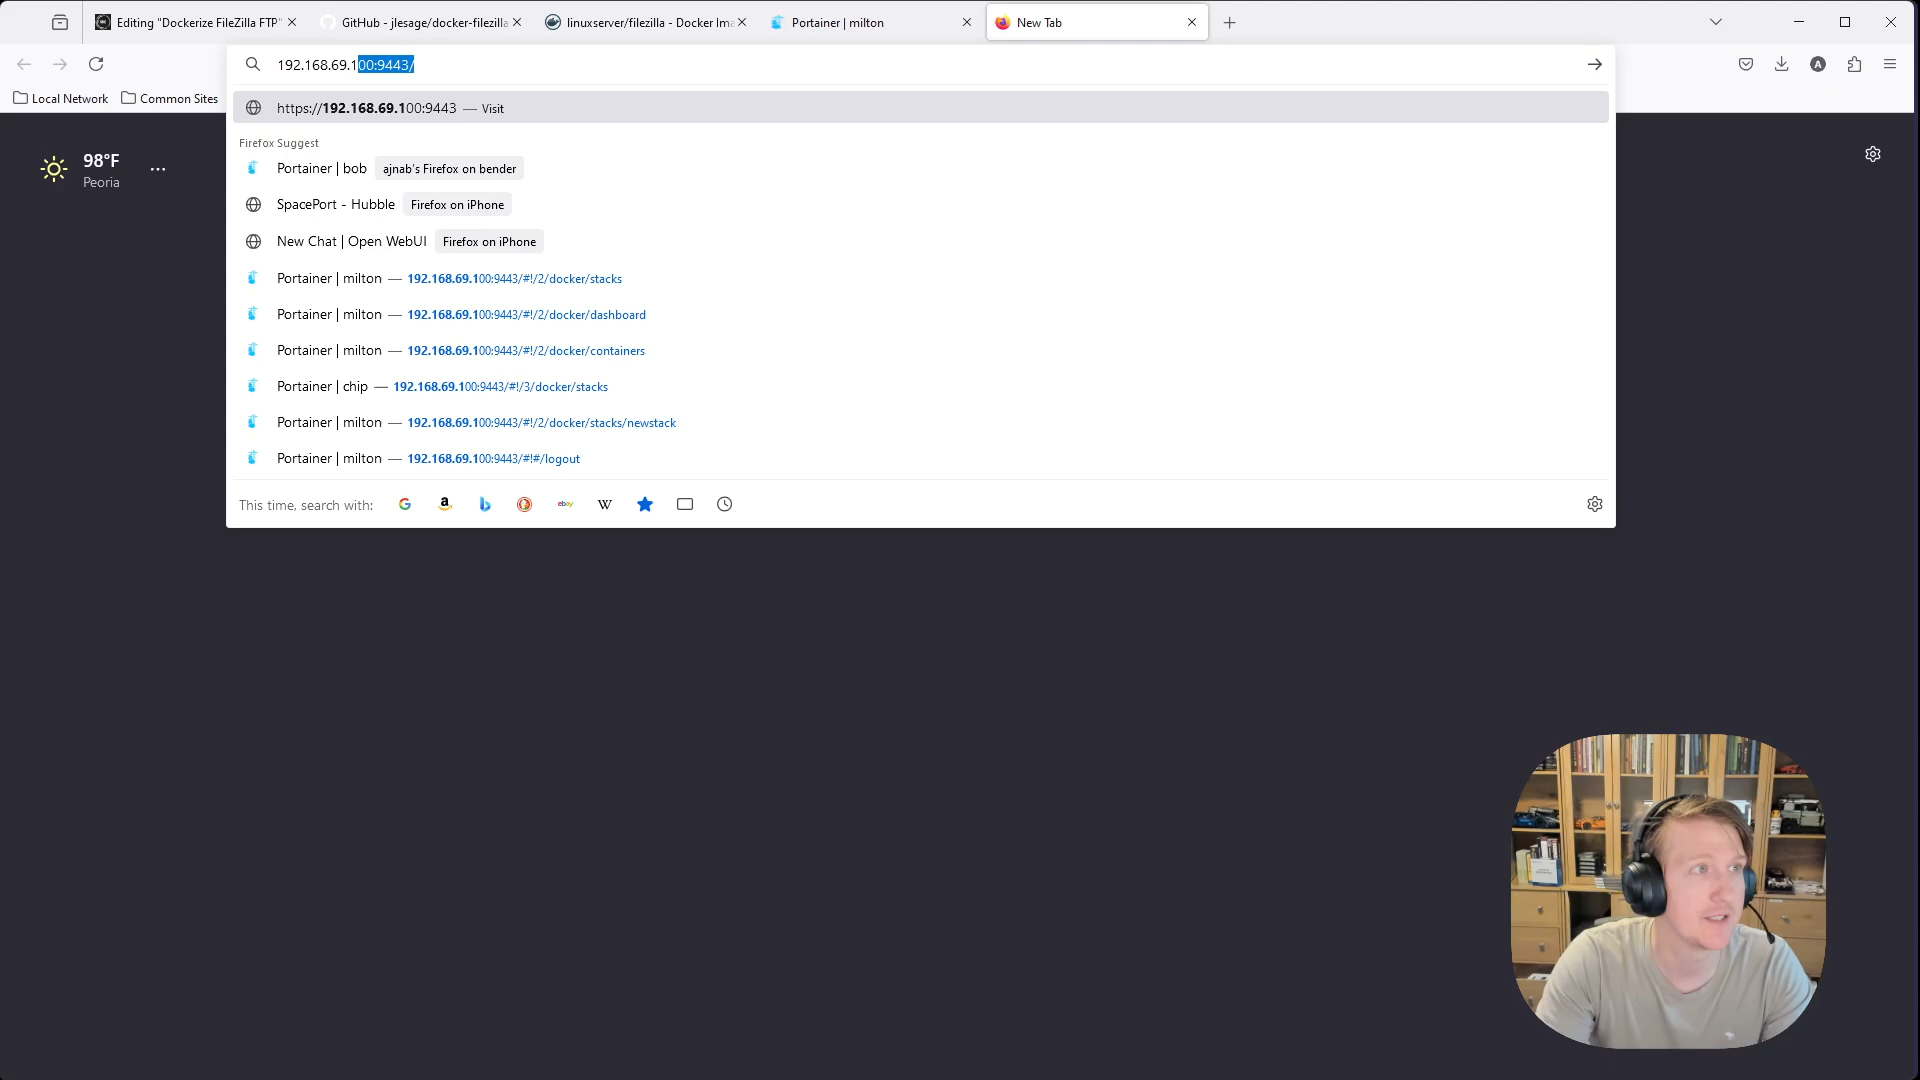 Editing "Dockerize FileZilla FTP"
GitHub - jlesage/docker-filezilla
linuxserver/filezilla - Docker Ima
Portainer | milton
New Tab
192.168.69.100:9443/
A
Local Network
Common Sites
https://192.168.69.100:9443 — Visit
Firefox Suggest
98°F
Peoria
Portainer | bob ajnab's Firefox on bender
SpacePort - Hubble Firefox on iPhone
New Chat | Open WebUI Firefox on iPhone
Portainer | milton — 192.168.69.100:9443/#!/2/docker/stacks
Portainer | milton — 192.168.69.100:9443/#!/2/docker/dashboard
Portainer | milton — 192.168.69.100:9443/#!/2/docker/containers
Portainer | chip — 192.168.69.100:9443/#!/3/docker/stacks
Portainer | milton — 192.168.69.100:9443/#!/2/docker/stacks/newstack
Portainer | milton — 192.168.69.100:9443/#!#/logout
This time, search with: